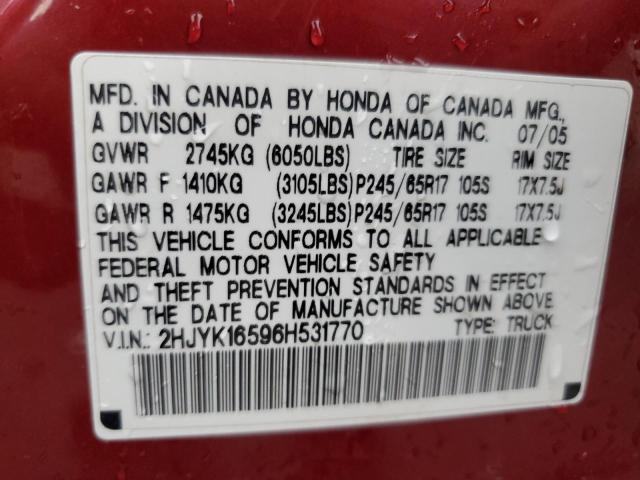 MFD. IN CANADA BY HONDA OF CANADA MFG.,
A DIVISION OF HONDA CANADA INC. 07/05
GVWR 2745KG (6050LBS) TIRE SIZE RIM SIZE
GAWR F 1410KG (3105LBS) P245/65R17 105S 17X7.5J
GAWR R 1475KG (3245LBS) P245/65R17 105S 17X7.5J
THIS VEHICLE CONFORMS TO ALL APPLICABLE
FEDERAL MOTOR VEHICLE SAFETY
AND THEFT PREVENTION STANDARDS IN EFFECT
ON THE DATE OF MANUFACTURE SHOWN ABOVE.
V.I.N.: 2HJYK16596H531770 TYPE: TRUCK